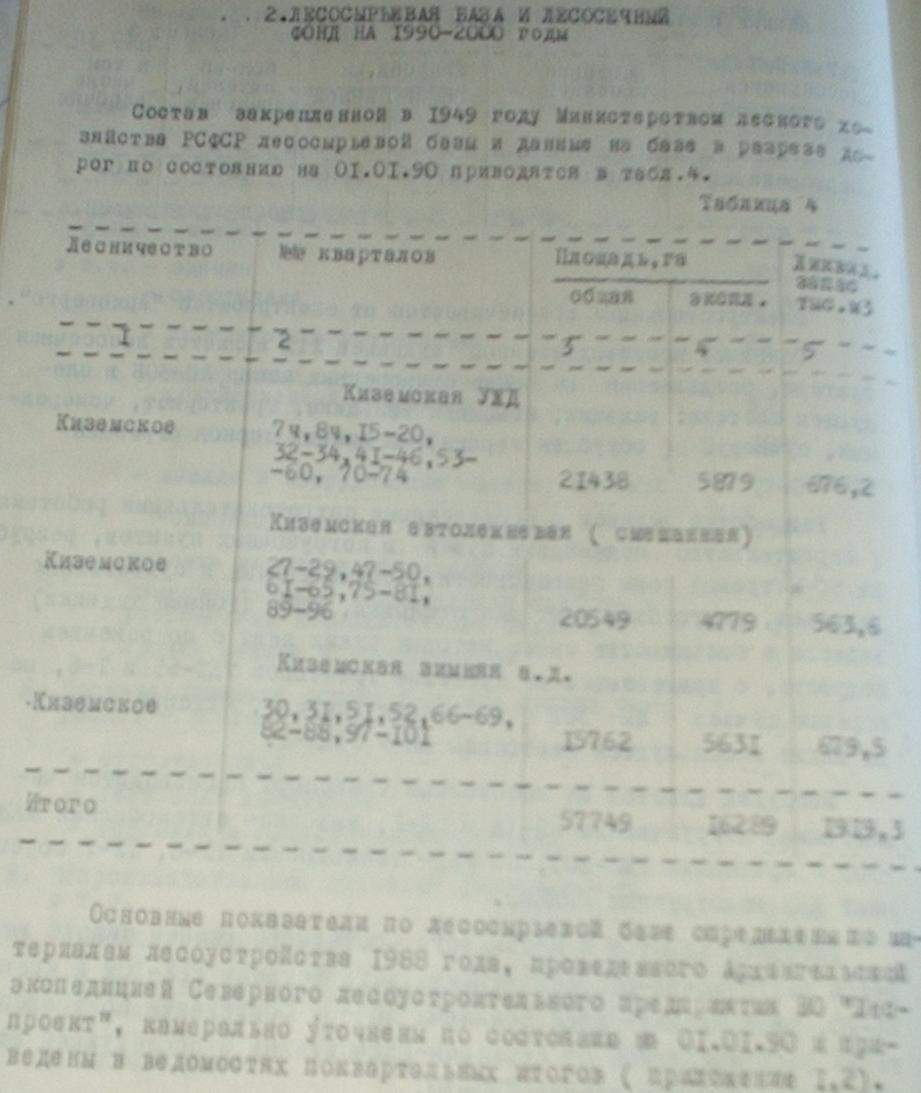 2.ЛЕСОСЫРЬЕВАЯ БАЗА И ЛЕСОСЕЧНЫЙ
ФОНД НА 1990-2000 годы
Состав закрепленной в 1949 году Министерством лесного хо-
зяйства РСФСР лесосырьевой базы и данные по базе в разрезе до-
рог по состоянию на 01.01.90 приводятся в табл.4.
Таблица 4
Лесничество №№ кварталов Площадь,га Ликвид.
запас
общая экспл. тыс.м3
1 2 3 4 5
Киземская УЖД
Киземское 7ч,8ч,15-20,
32-34,41-46,53-
-60, 70-74 21438 5879 676,2
Киземская автолежневая ( смешанная)
Киземское 27-29,47-50,
61-65,75-81,
89-96 20549 4779 563,6
Киземская зимняя а.д.
Киземское 30,31,51,52,66-69,
82-88,97-101 15762 5631 679,5
Итого 57749 16289 1919,3
Основные показатели по лесосырьевой базе определены по ма-
териалам лесоустройства 1988 года, проведенного Архангельской
экспедицией Северного лесоустроительного предприятия ВО "Лес-
проект", камерально уточнены по состоянию на 01.01.90 и при-
ведены в ведомостях поквартальных итогов ( приложение 1,2).